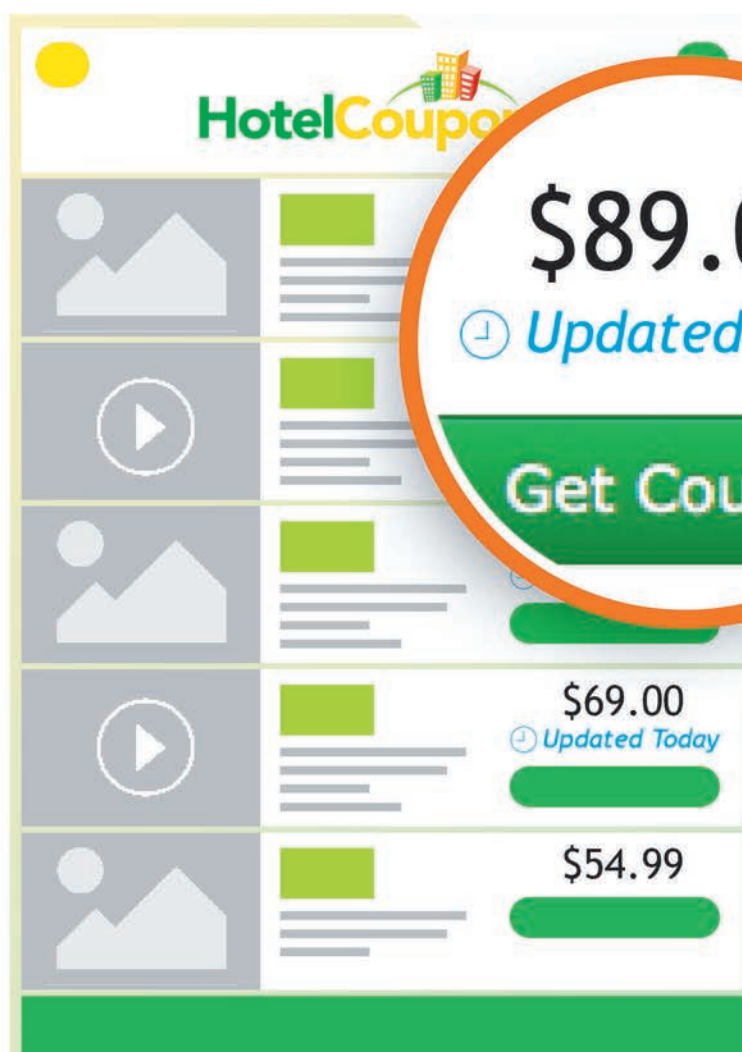 HotelCoupo
$89.
Updated
Get Cou
$69.00
Updated Today
$54.99